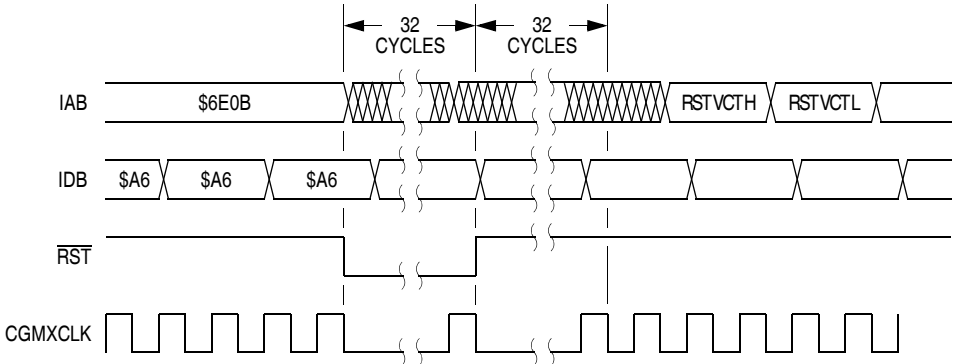 32
CYCLES
32
CYCLES
IAB
$6E0B
RSTVCTH
RSTVCTL
IDB
$A6
$A6
$A6
RST
CGMXCLK